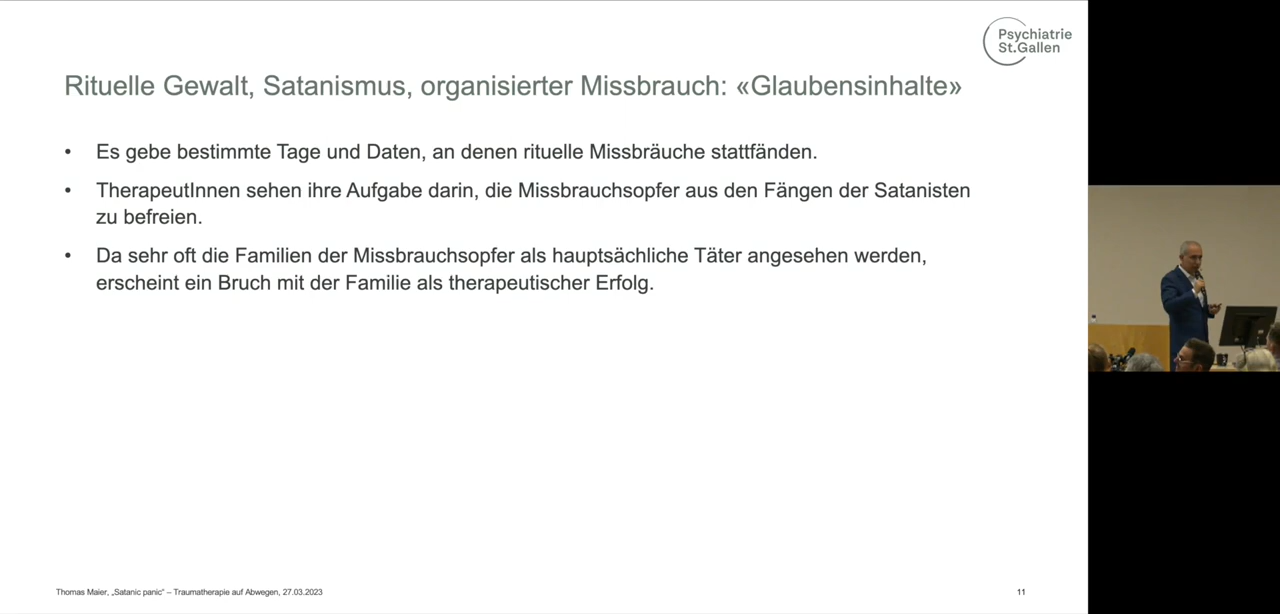 Psychiatrie
St.Gallen
Rituelle Gewalt, Satanismus, organisierter Missbrauch: «Glaubensinhalte»
• Es gebe bestimmte Tage und Daten, an denen rituelle Missbräuche stattfänden.
• TherapeutInnen sehen ihre Aufgabe darin, die Missbrauchsopfer aus den Fängen der Satanisten
zu befreien.
• Da sehr oft die Familien der Missbrauchsopfer als hauptsächliche Täter angesehen werden,
erscheint ein Bruch mit der Familie als therapeutischer Erfolg.
Thomas Maier, „Satanic panic“ – Traumatherapie auf Abwegen, 27.03.2023
11